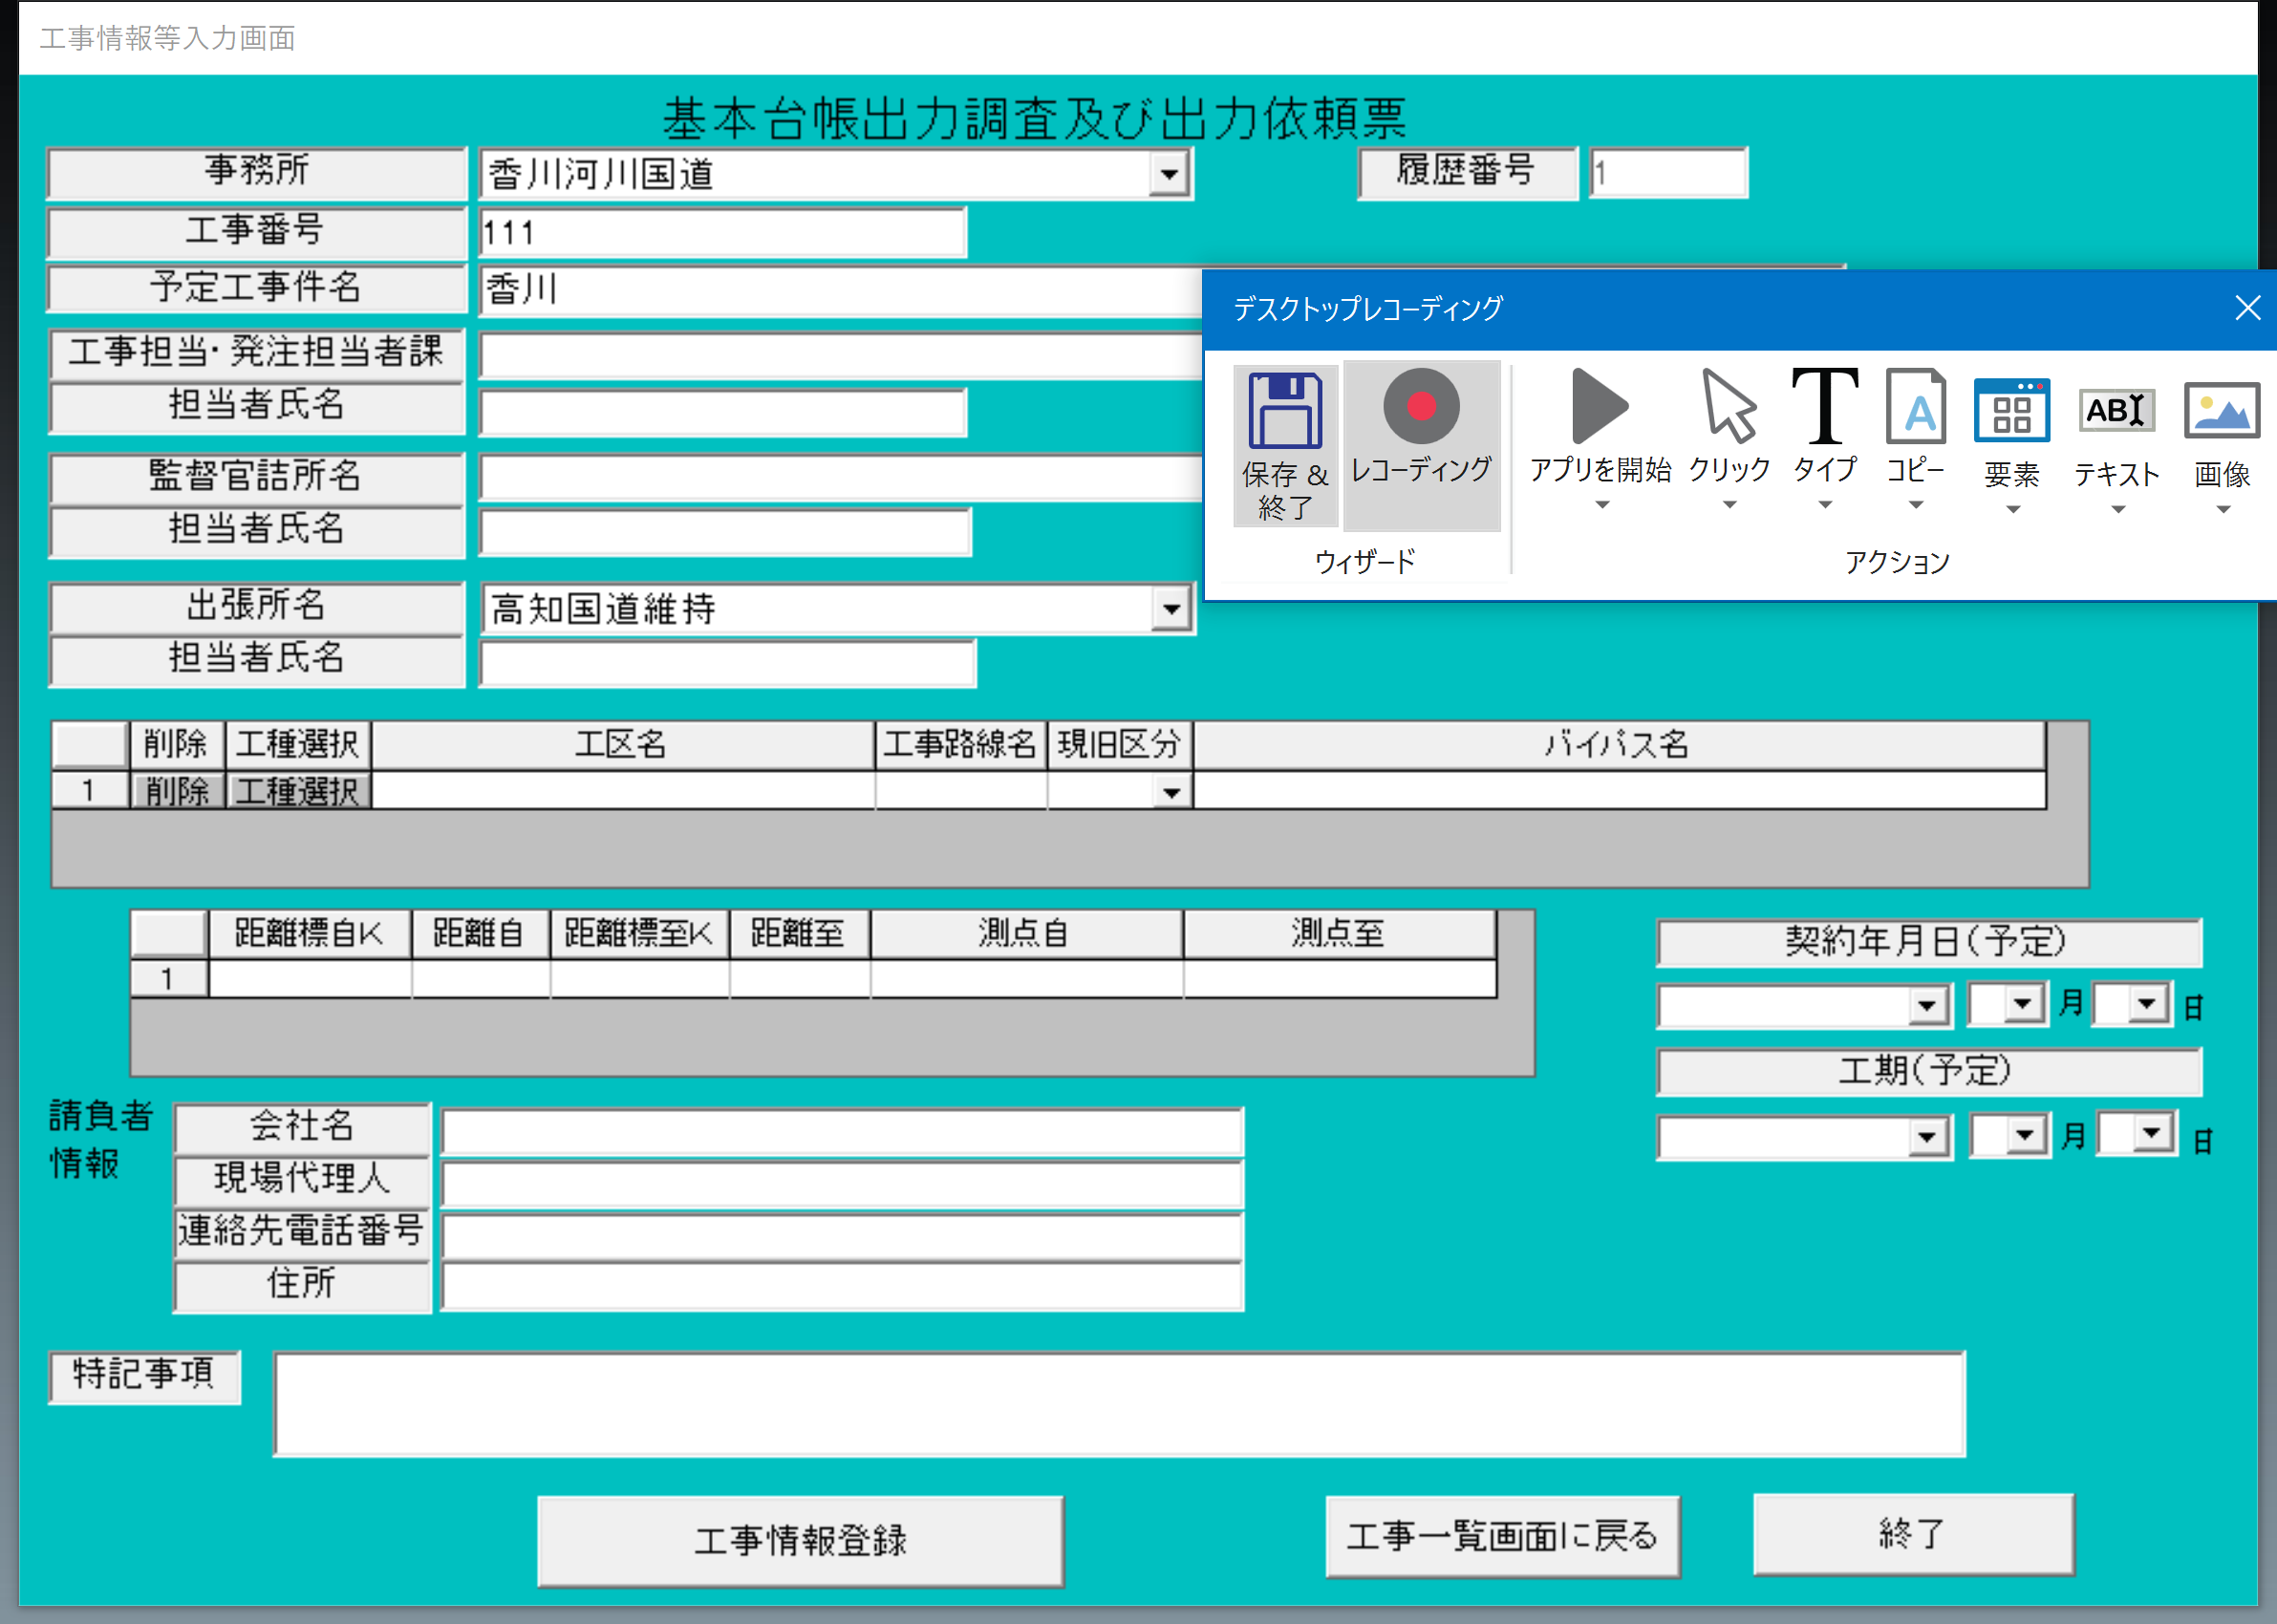 工事情報等入力画面
基本台帳出力調査及び出力依頼票
事務所 香川河川国道 履歴番号 1
工事番号 111
予定工事件名 香川
工事担当・発注担当者課
担当者氏名
監督官詰所名
担当者氏名
出張所名 高知国道維持
担当者氏名
デスクトップレコーディング
保存 &
終了
レコーディング
アプリを開始 クリック タイプ コピー 要素 テキスト 画像
A
ABI
ウィザード アクション
削除 工種選択 工区名 工事路線名 現旧区分 バイパス名
1 削除 工種選択
距離標自K 距離自 距離標至K 距離至 測点自 測点至
1
契約年月日(予定)
月 日
工期(予定)
月 日
請負者
情報
会社名
現場代理人
連絡先電話番号
住所
特記事項
工事情報登録 工事一覧画面に戻る 終了